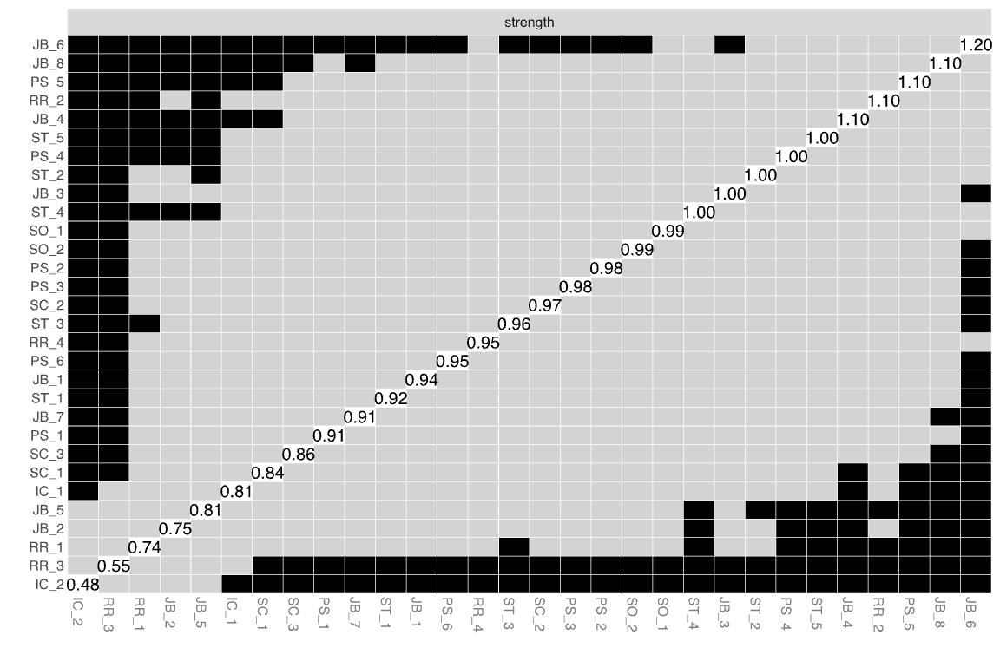 strength
JB_6 1.20
JB_8 1.10
PS_5 1.10
RR_2 1.10
JB_4 1.10
ST_5 1.00
PS_4 1.00
ST_2 1.00
JB_3 1.00
ST_4 1.00
SO_1 0.99
SO_2 0.99
PS_2 0.98
PS_3 0.98
SC_2 0.97
ST_3 0.96
RR_4 0.95
PS_6 0.95
JB_1 0.94
ST_1 0.92
JB_7 0.91
PS_1 0.91
SC_3 0.86
SC_1 0.84
IC_1 0.81
JB_5 0.81
JB_2 0.75
RR_1 0.74
RR_3 0.55
IC_2 0.48
IC_2 RR_3 RR_1 JB_2 JB_5 IC_1 SC_1 SC_3 PS_1 JB_7 ST_1 JB_1 PS_6 RR_4 ST_3 SC_2 PS_3 PS_2 SO_2 SO_1 ST_4 JB_3 ST_2 PS_4 ST_5 JB_4 RR_2 PS_5 JB_8 JB_6